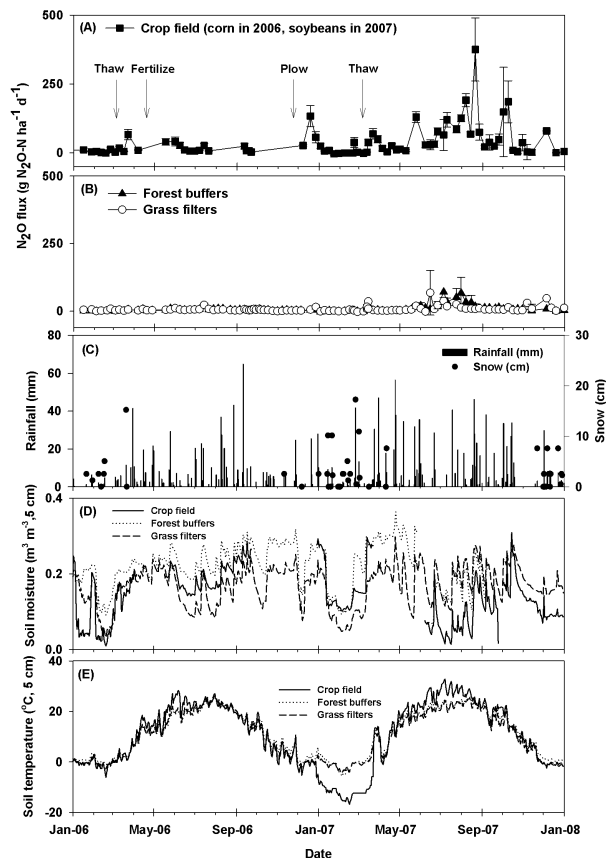 500
(A)
Crop field (corn in 2006, soybeans in 2007)
Thaw
Fertilize
Plow
Thaw
250
0
N2O flux (g N2O-N ha-1 d-1)
500
(B)
Forest buffers
Grass filters
250
0
80
(C)
Rainfall (mm)
Snow (cm)
30
60
40
20
0
Rainfall (mm)
20
10
0
Snow (cm)
0.4
(D)
Crop field
Forest buffers
Grass filters
0.2
0.0
Soil moisture (m3 m-3,5 cm)
40
(E)
Crop field
Forest buffers
Grass filters
20
0
-20
Soil temperature (oC, 5 cm)
Jan-06 May-06 Sep-06 Jan-07 May-07 Sep-07 Jan-08
Date